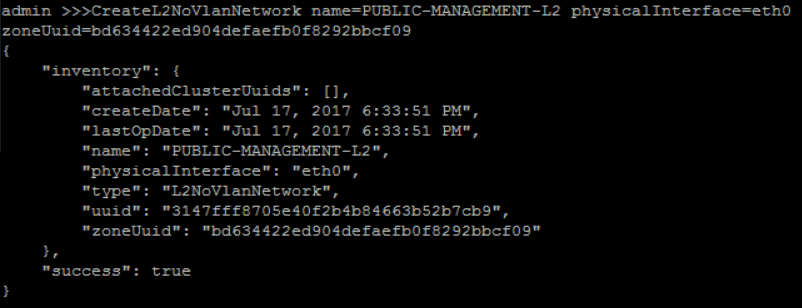 admin >>>CreateL2NoVlanNetwork name=PUBLIC-MANAGEMENT-L2 physicalInterface=eth0
zoneUuid=bd634422ed904defaefb0f8292bbcf09
{
    "inventory": {
        "attachedClusterUuids": [],
        "createDate": "Jul 17, 2017 6:33:51 PM",
        "lastOpDate": "Jul 17, 2017 6:33:51 PM",
        "name": "PUBLIC-MANAGEMENT-L2",
        "physicalInterface": "eth0",
        "type": "L2NoVlanNetwork",
        "uuid": "3147fff8705e40f2b4b84663b52b7cb9",
        "zoneUuid": "bd634422ed904defaefb0f8292bbcf09"
    },
    "success": true
}